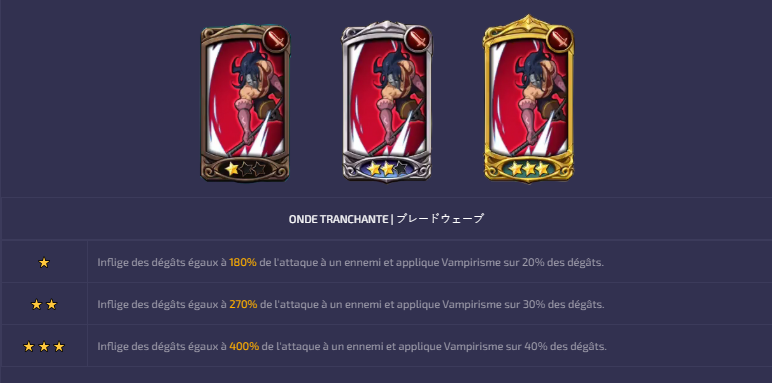 ONDE TRANCHANTE | ブレードウェーブ
Inflige des dégâts égaux à 180% de l'attaque à un ennemi et applique Vampirisme sur 20% des dégâts.
Inflige des dégâts égaux à 270% de l'attaque à un ennemi et applique Vampirisme sur 30% des dégâts.
Inflige des dégâts égaux à 400% de l'attaque à un ennemi et applique Vampirisme sur 40% des dégâts.